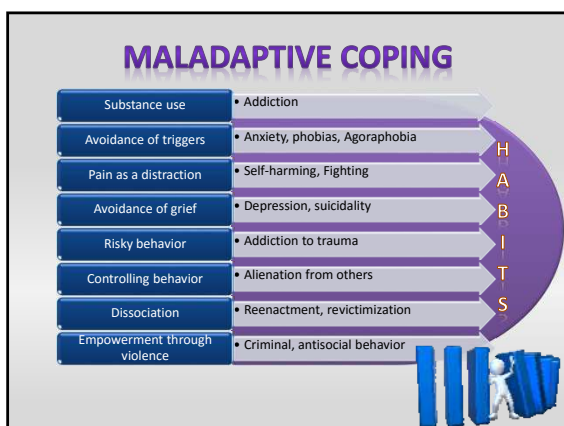 MALADAPTIVE COPING
Substance use
• Addiction
Avoidance of triggers
• Anxiety, phobias, Agoraphobia
Pain as a distraction
• Self-harming, Fighting
Avoidance of grief
• Depression, suicidality
Risky behavior
• Addiction to trauma
Controlling behavior
• Alienation from others
Dissociation
• Reenactment, revictimization
Empowerment through
violence
• Criminal, antisocial behavior
HABITS